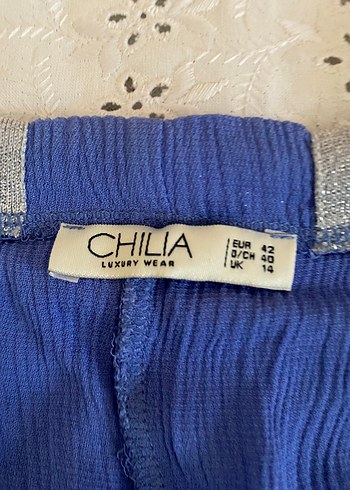 CHILIA
LUXURY WEAR
EUR 42
D/CH 40
UK 14